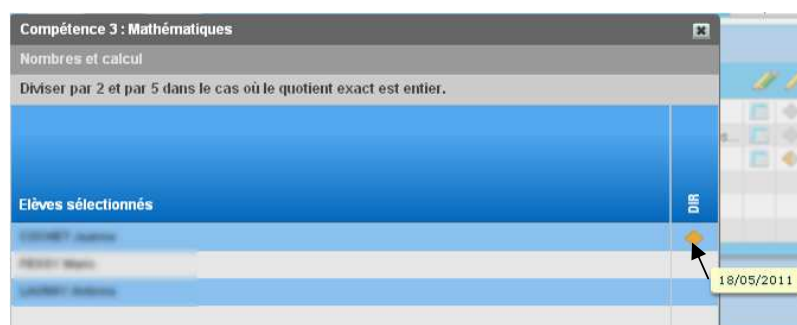 Compétence 3 : Mathématiques
Nombres et calcul
Diviser par 2 et par 5 dans le cas où le quotient exact est entier.
Elèves sélectionnés
DIR
18/05/2011